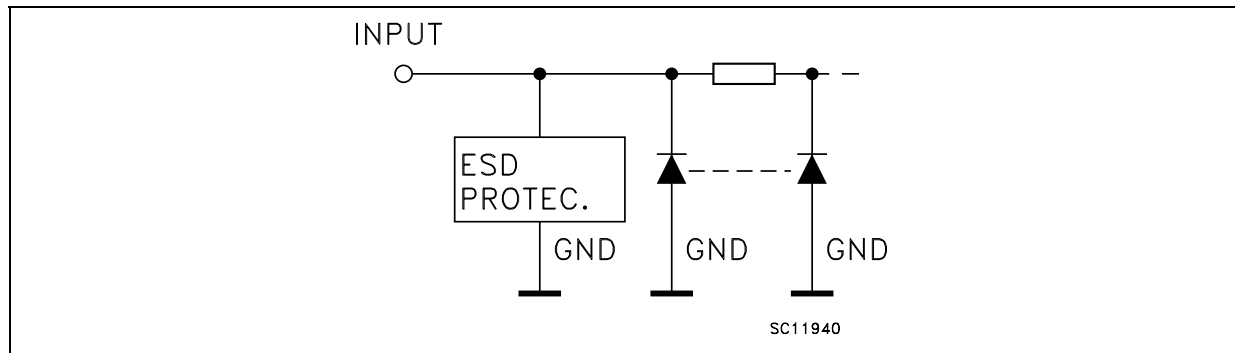 INPUT
ESD
PROTEC.
GND
GND
GND
SC11940